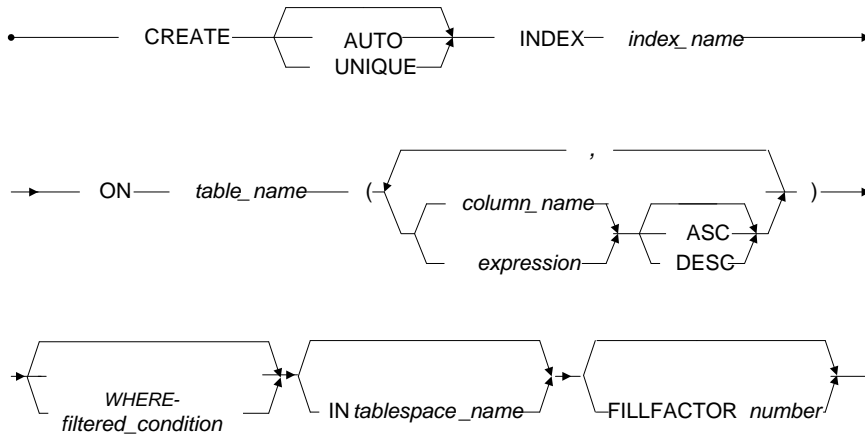 CREATE AUTO INDEX index_name
UNIQUE
,
ON table_name ( column_name ASC )
expression DESC
WHERE-
filtered_condition
IN tablespace_name FILLFACTOR number